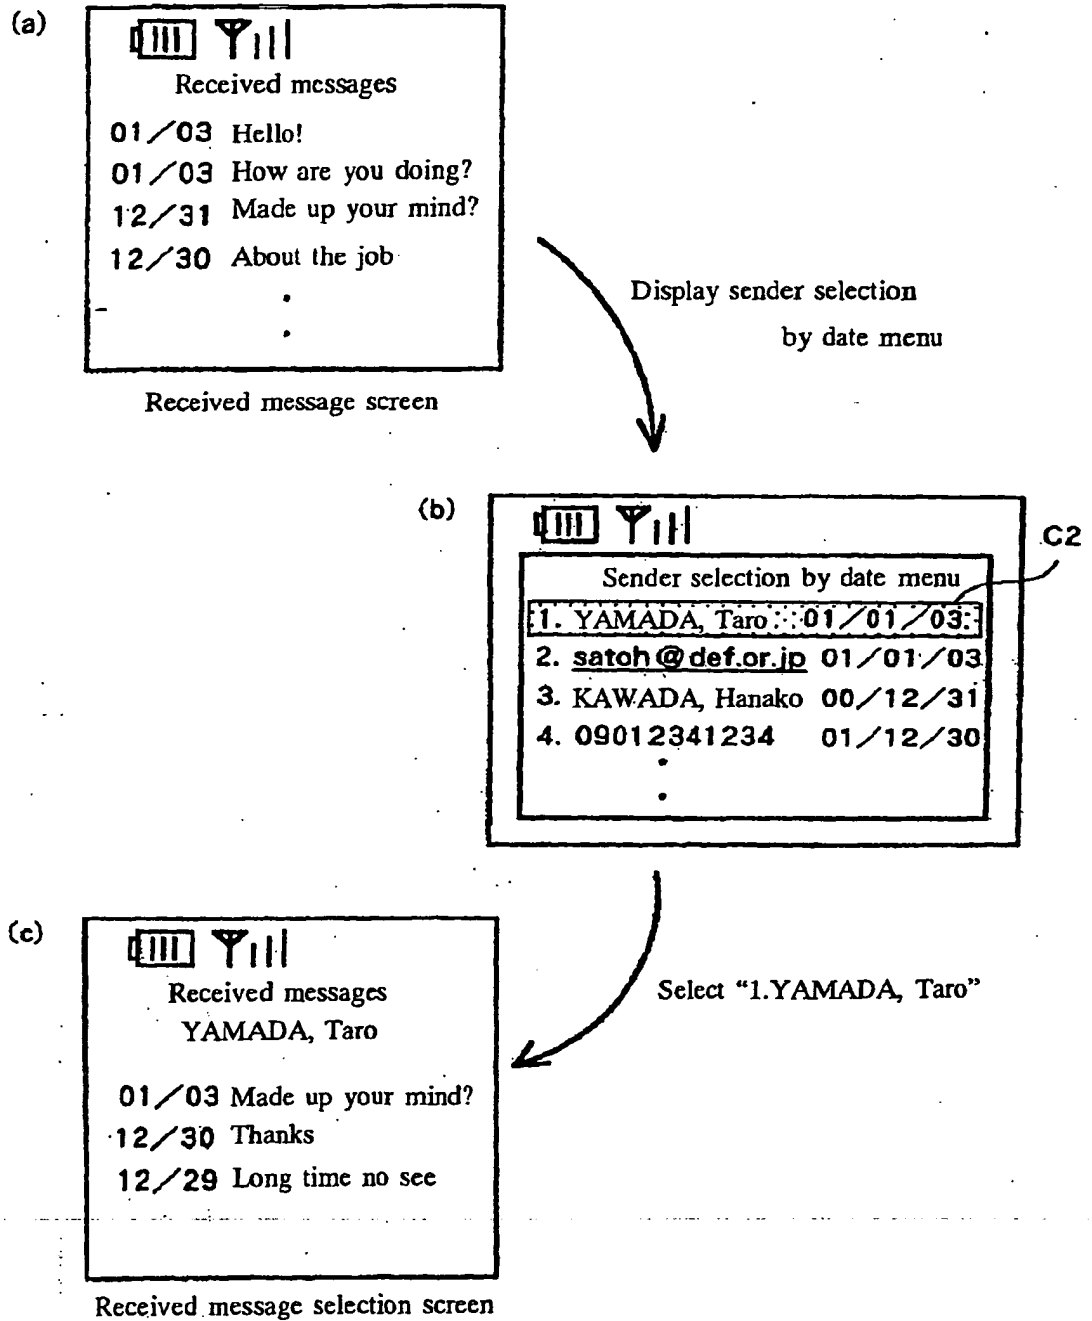 (a)
Received messages
01/03 Hello!
01/03 How are you doing?
12/31 Made up your mind?
12/30 About the job
Received message screen
Display sender selection
by date menu
(b)
C2
Sender selection by date menu
1. YAMADA, Taro 01/01/03
2. satoh@def.or.jp 01/01/03
3. KAWADA, Hanako 00/12/31
4. 09012341234 01/12/30
Select “1.YAMADA, Taro”
(c)
Received messages
YAMADA, Taro
01/03 Made up your mind?
12/30 Thanks
12/29 Long time no see
Received message selection screen